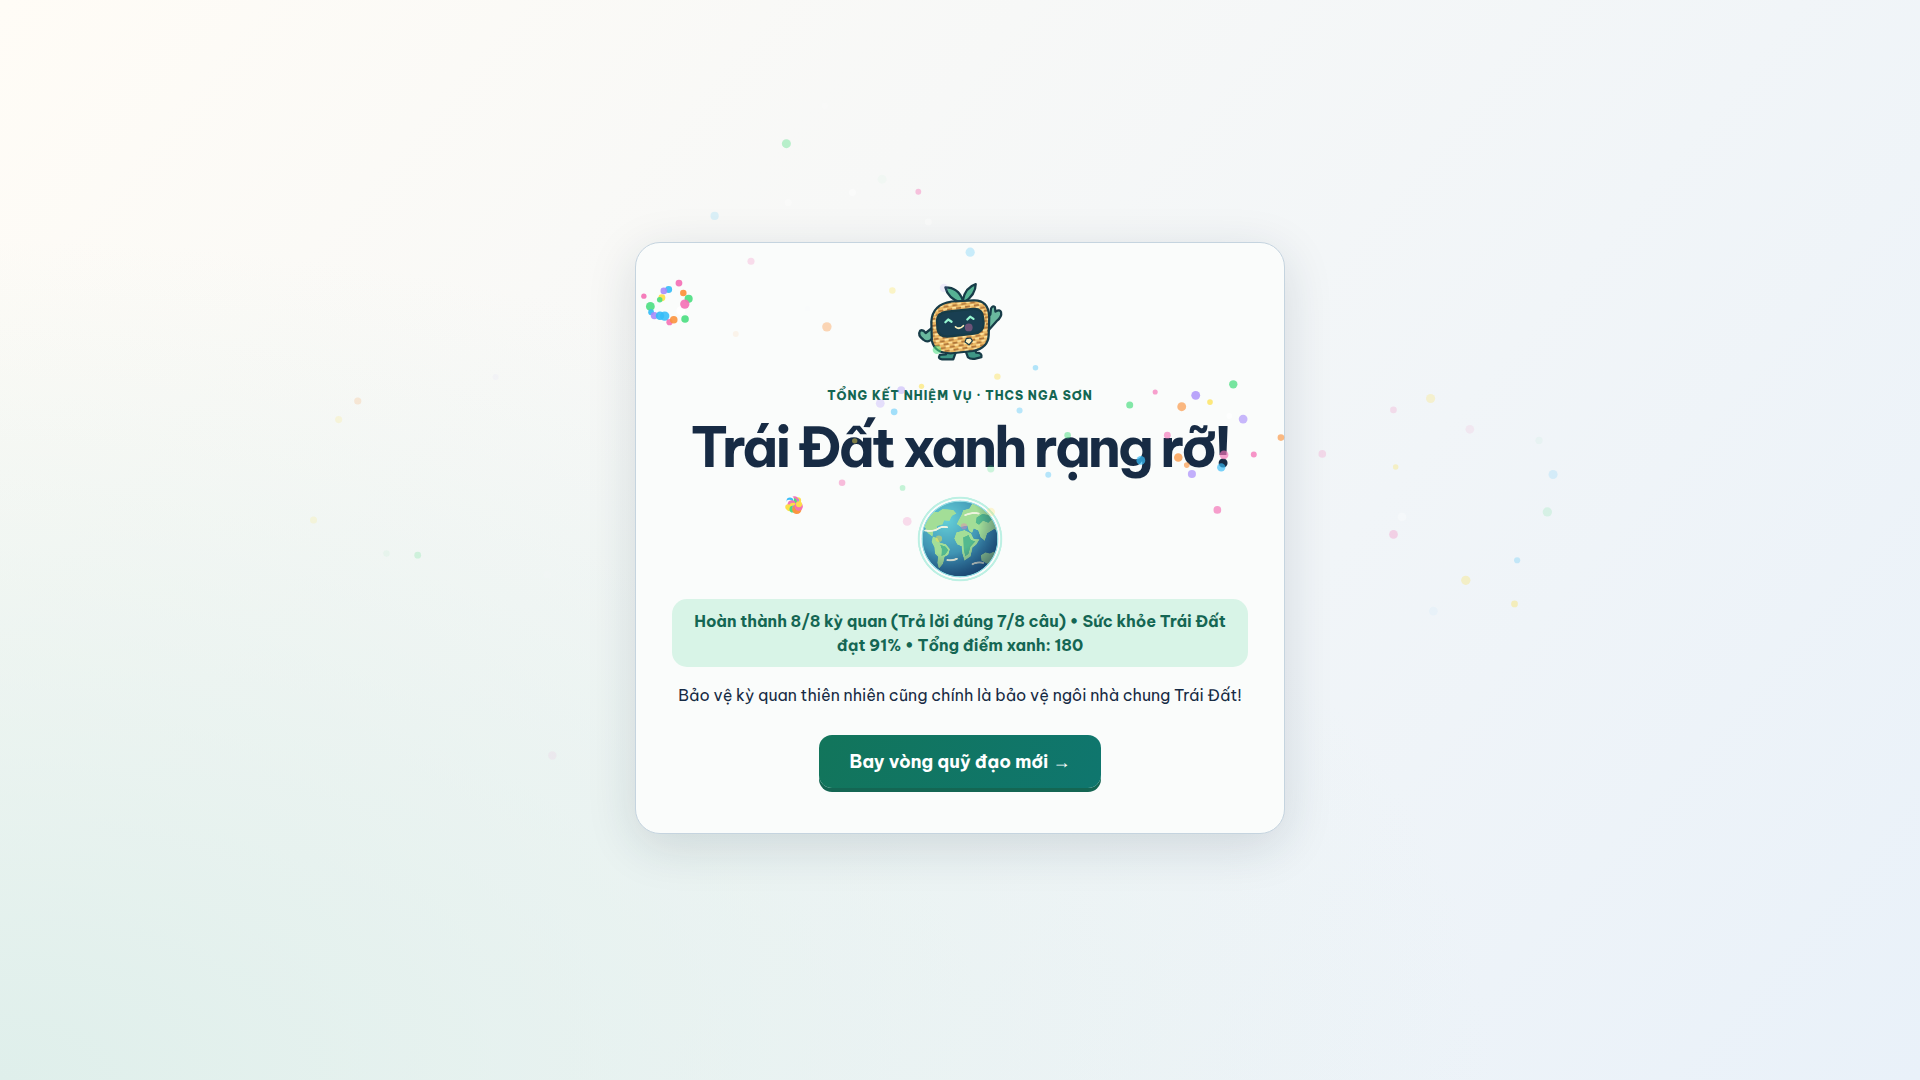 TỔNG KẾT NHIỆM VỤ · THCS NGA SƠN
Trái Đất xanh rạng rỡ!
Hoàn thành 8/8 kỳ quan (Trả lời đúng 7/8 câu) • Sức khỏe Trái Đất
đạt 91% • Tổng điểm xanh: 180
Bảo vệ kỳ quan thiên nhiên cũng chính là bảo vệ ngôi nhà chung Trái Đất!
Bay vòng quỹ đạo mới →